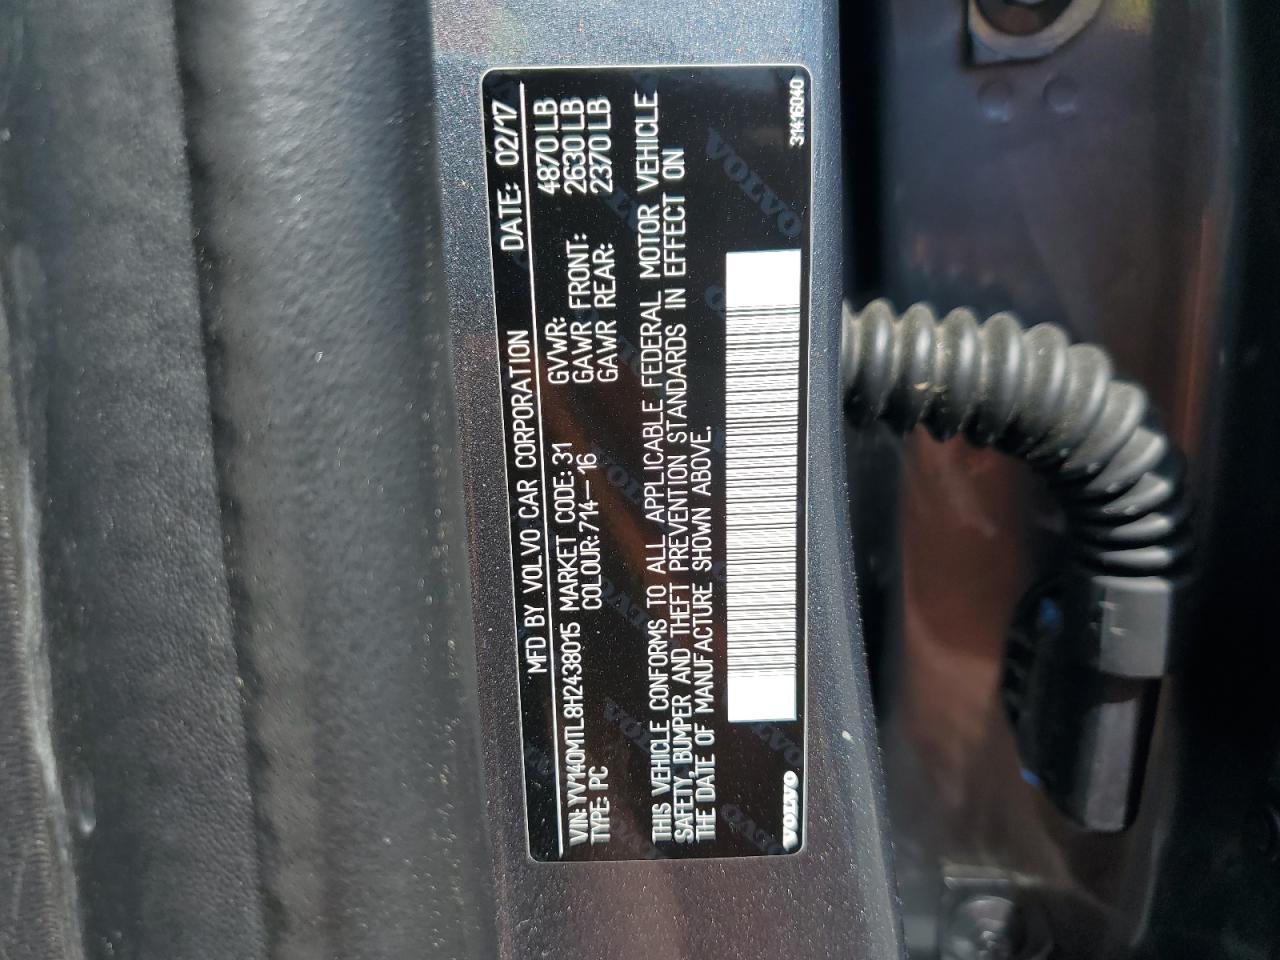 MFD BY VOLVO CAR CORPORATION DATE: 02/17
VIN: YV140MTL8H2438015 MARKET CODE: 31 GVWR: 4870 LB
TYPE: PC COLOUR: 714-16 GAWR FRONT: 2630 LB
GAWR REAR: 2370 LB
THIS VEHICLE CONFORMS TO ALL APPLICABLE FEDERAL MOTOR VEHICLE
SAFETY, BUMPER AND THEFT PREVENTION STANDARDS IN EFFECT ON
THE DATE OF MANUFACTURE SHOWN ABOVE.
VOLVO 31416040